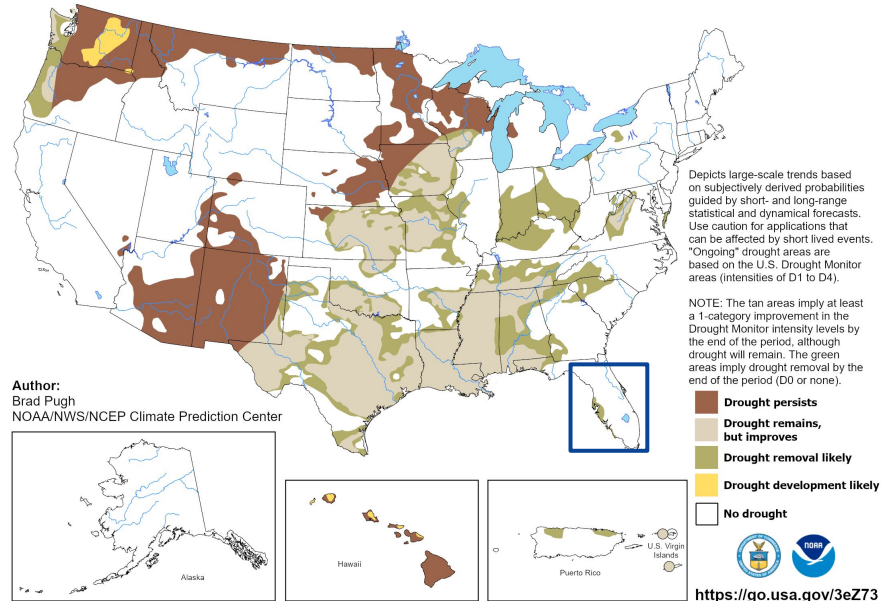 Depicts large-scale trends based
on subjectively derived probabilities
guided by short- and long-range
statistical and dynamical forecasts.
Use caution for applications that
can be affected by short lived events.
"Ongoing" drought areas are
based on the U.S. Drought Monitor
areas (intensities of D1 to D4).
NOTE: The tan areas imply at least
a 1-category improvement in the
Drought Monitor intensity levels by
the end of the period, although
drought will remain. The green
areas imply drought removal by the
end of the period (D0 or none).
Author:
Brad Pugh
NOAA/NWS/NCEP Climate Prediction Center
Drought persists
Drought remains,
but improves
Drought removal likely
Drought development likely
No drought
Alaska
Hawaii
Puerto Rico
U.S. Virgin
Islands
NOAA
https://go.usa.gov/3eZ73